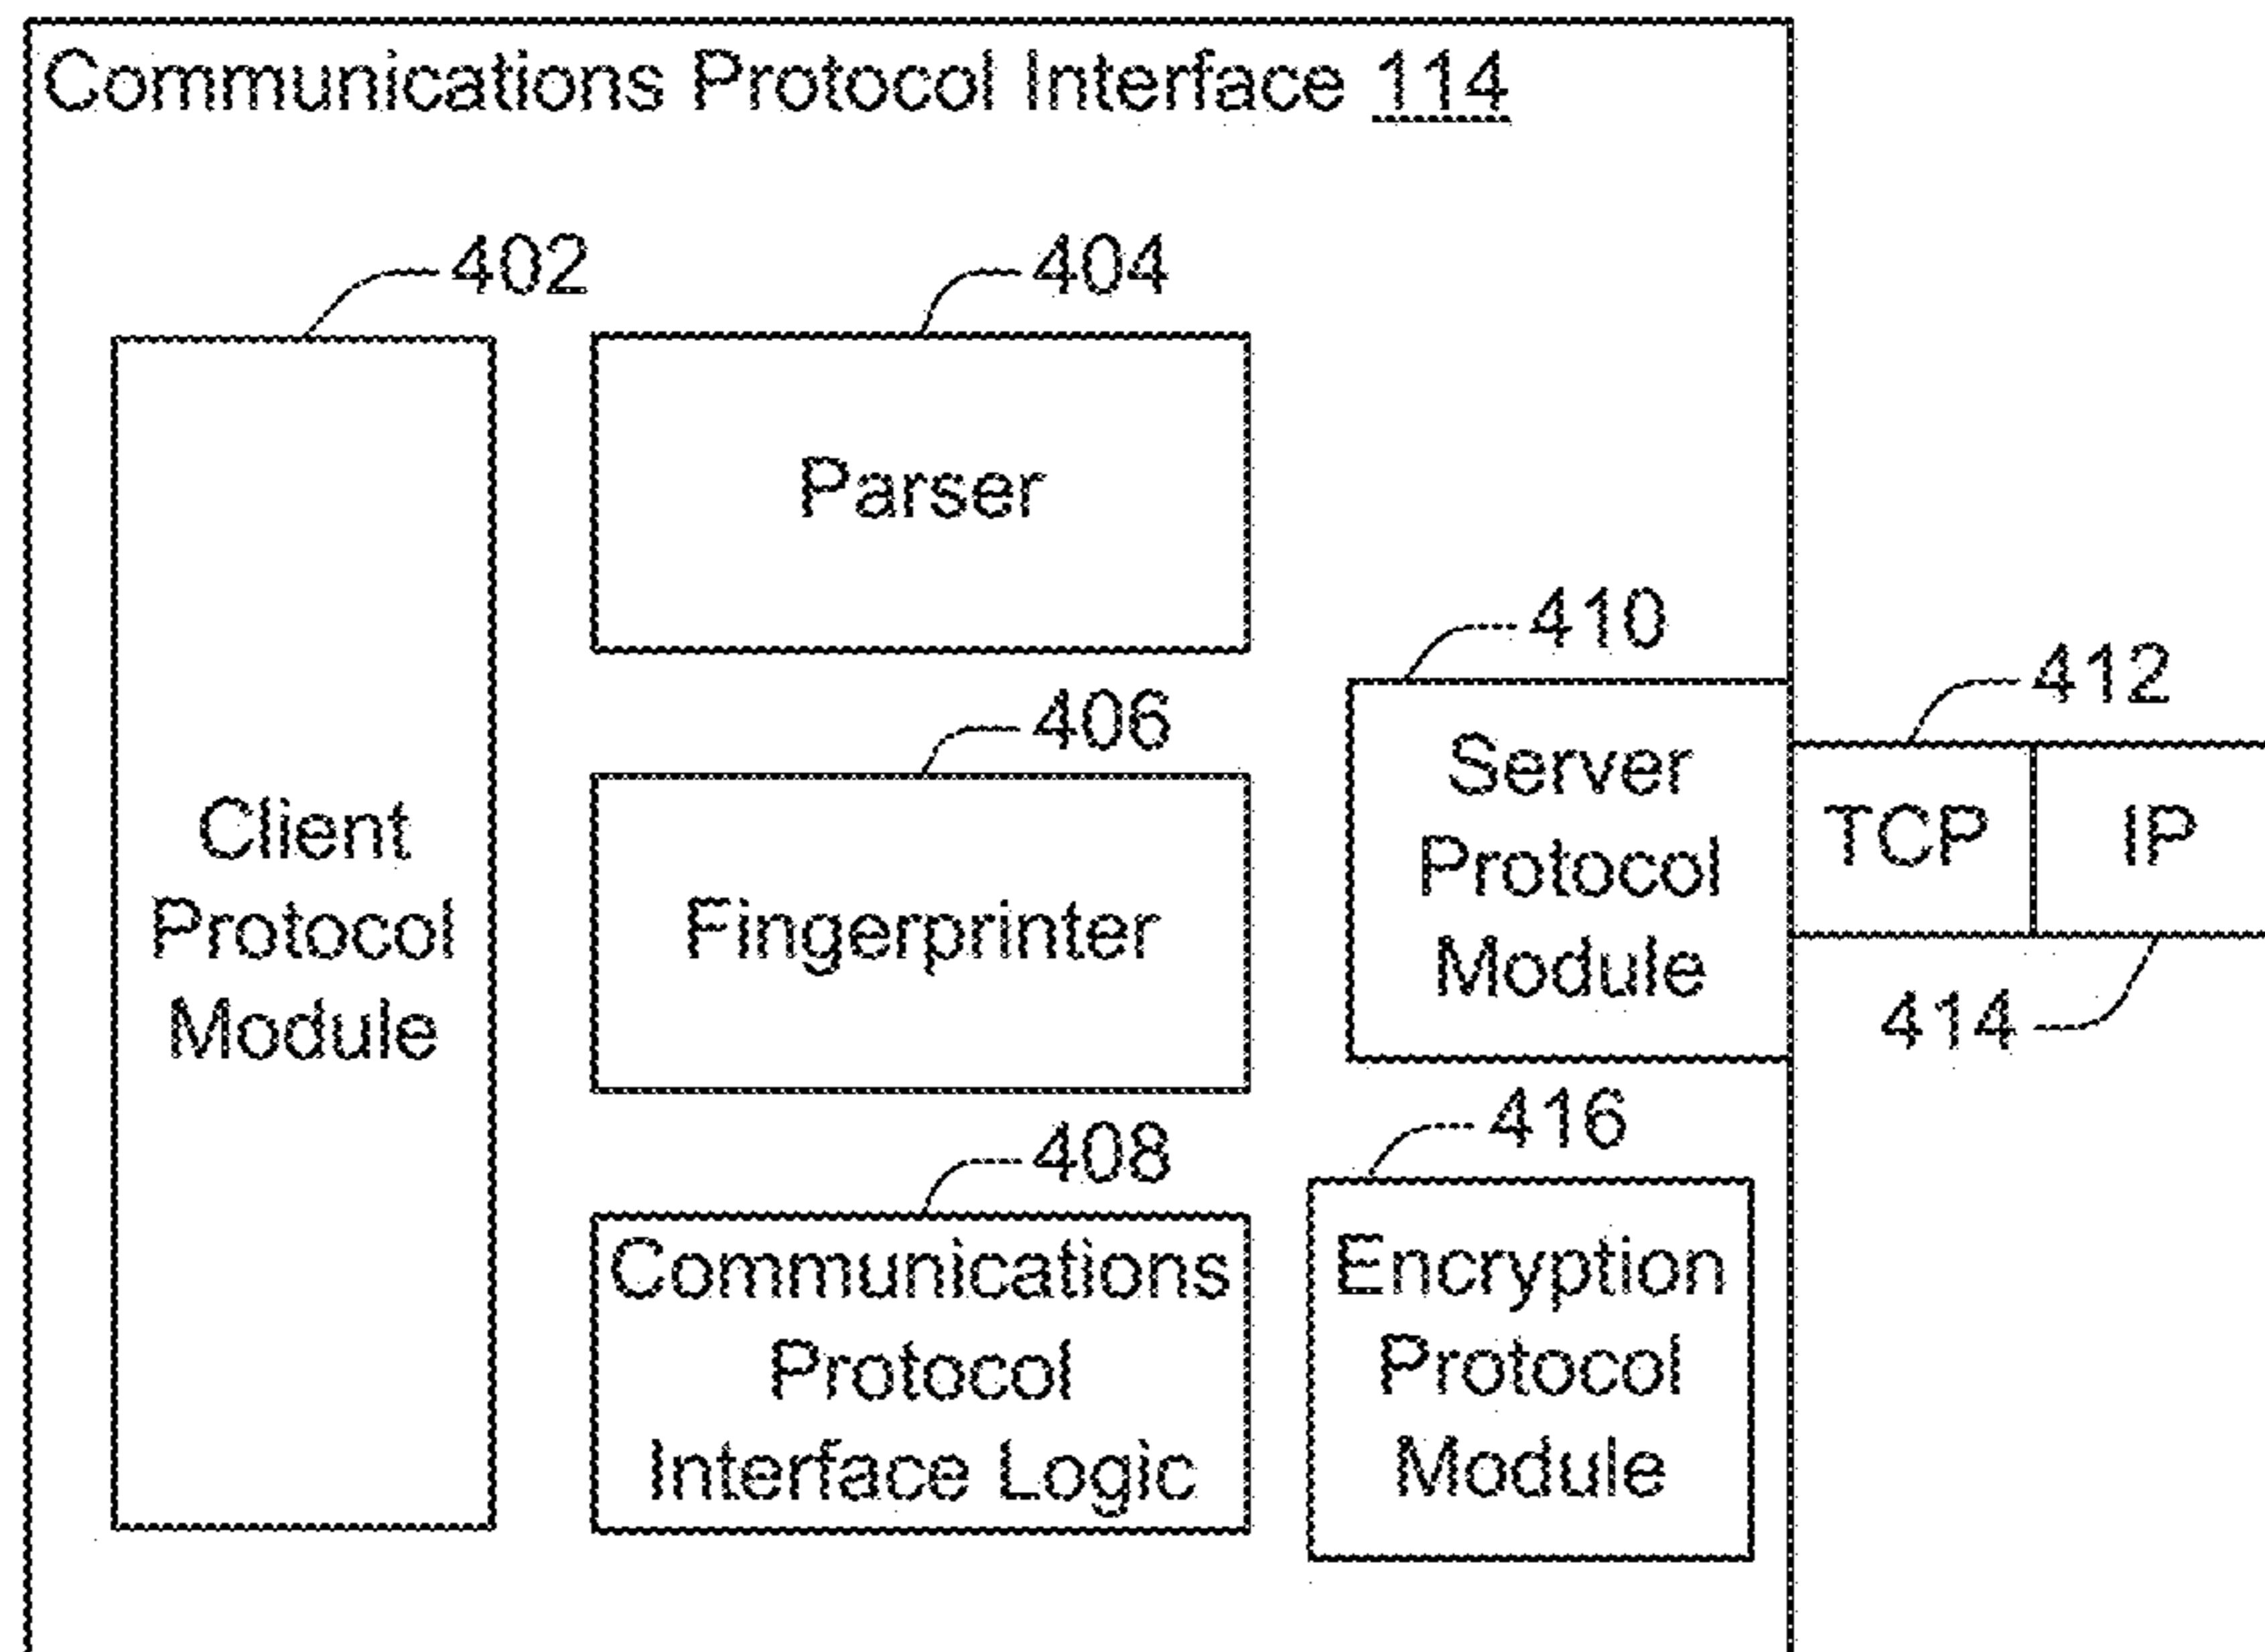 Communications Protocol Interface 114
402
404
Client
Protocol
Module
Parser
406
Fingerprinter
408
Communications
Protocol
Interface Logic
410
Server
Protocol
Module
412
TCP
IP
414
416
Encryption
Protocol
Module